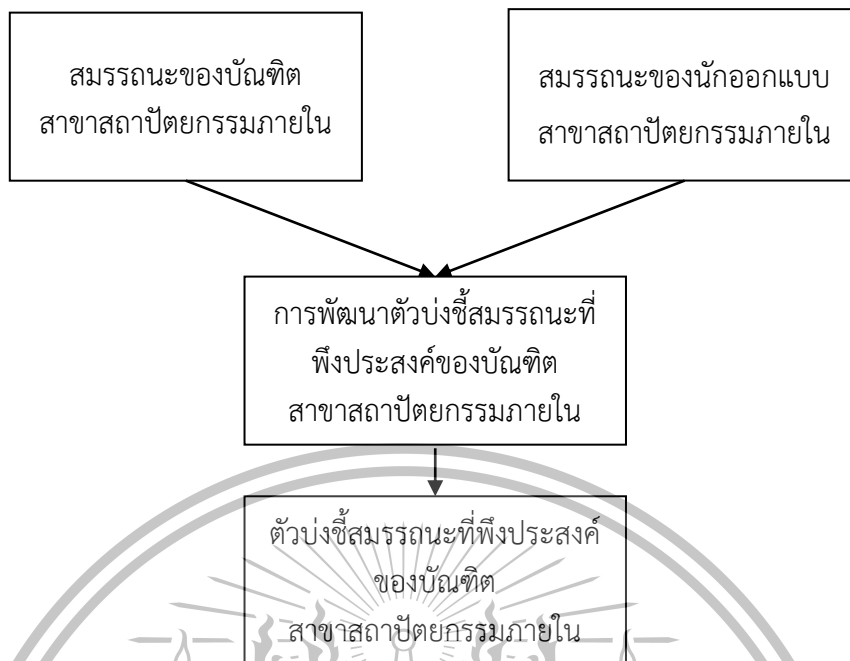 สมรรถนะของบัณฑิต
สาขาสถาปัตยกรรมภายใน
สมรรถนะของนักออกแบบ
สาขาสถาปัตยกรรมภายใน
การพัฒนาตัวบ่งชี้สมรรถนะที่
พึงประสงค์ของบัณฑิต
สาขาสถาปัตยกรรมภายใน
ตัวบ่งชี้สมรรถนะที่พึงประสงค์
ของบัณฑิต
สาขาสถาปัตยกรรมภายใน